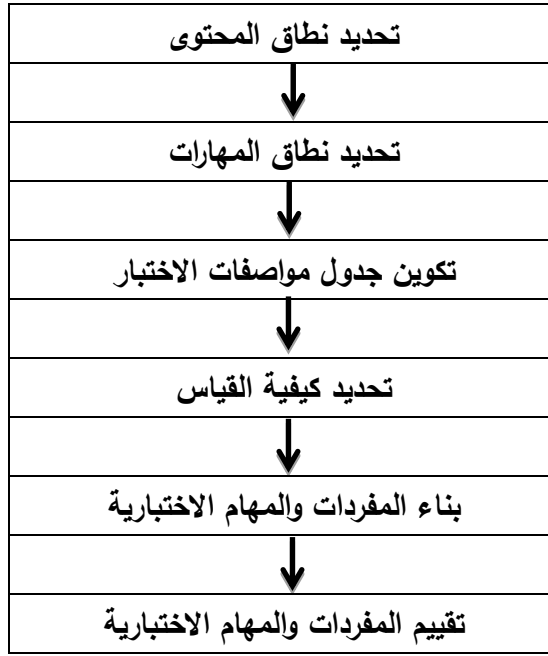 تحديد نطاق المحتوى
تحديد نطاق المهارات
تكوين جدول مواصفات الاختبار
تحديد كيفية القياس
بناء المفردات والمهام الاختبارية
تقييم المفردات والمهام الاختبارية